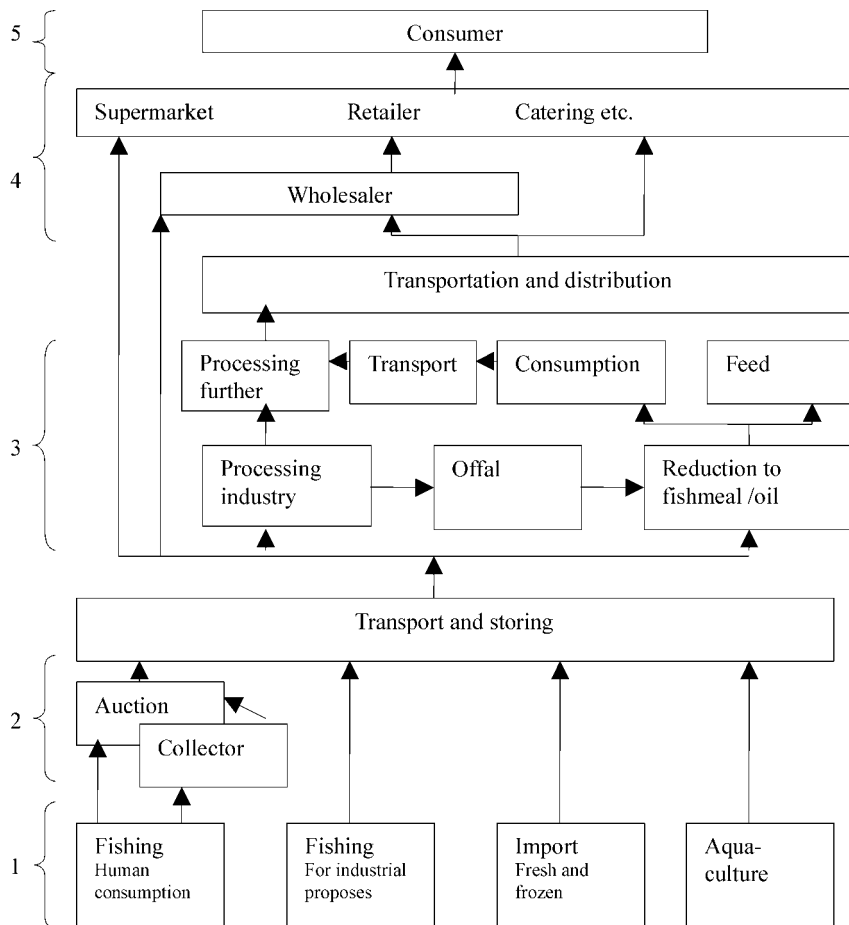 5
Consumer
Supermarket Retailer Catering etc.
4
Wholesaler
Transportation and distribution
Processing
further
Transport
Consumption
Feed
3
Processing
industry
Offal
Reduction to
fishmeal /oil
Transport and storing
2
Auction
Collector
1
Fishing
Human
consumption
Fishing
For industrial
proposes
Import
Fresh and
frozen
Aqua-
culture